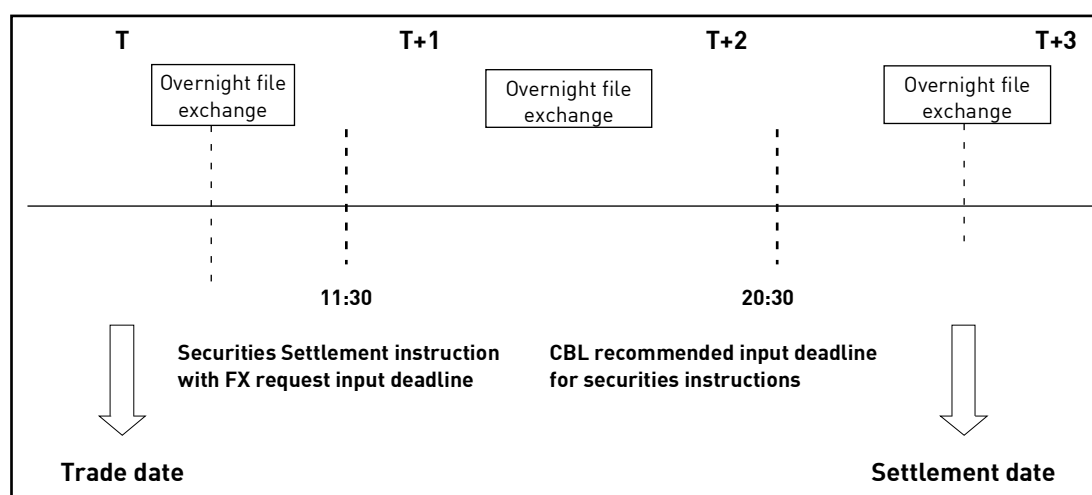 T
T+1
T+2
T+3
Overnight file
exchange
Overnight file
exchange
Overnight file
exchange
11:30
20:30
Securities Settlement instruction
with FX request input deadline
CBL recommended input deadline
for securities instructions
Trade date
Settlement date